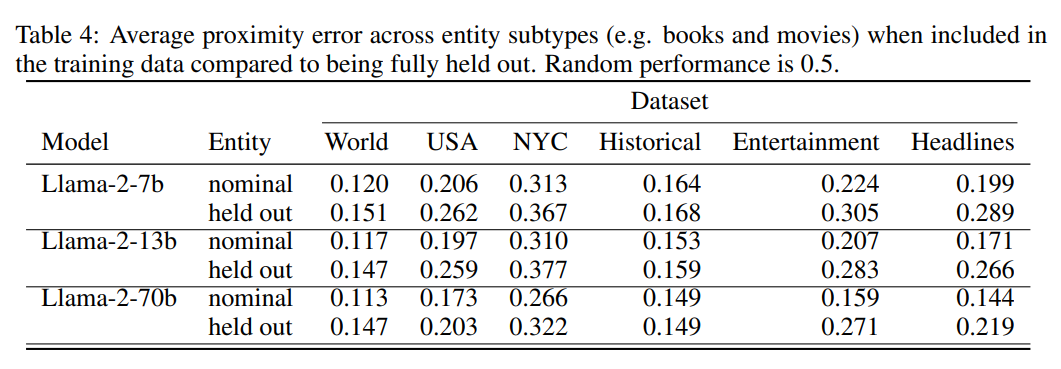 Table 4: Average proximity error across entity subtypes (e.g. books and movies) when included in
the training data compared to being fully held out. Random performance is 0.5.
Dataset
Model Entity World USA NYC Historical Entertainment Headlines
Llama-2-7b nominal 0.120 0.206 0.313 0.164 0.224 0.199
held out 0.151 0.262 0.367 0.168 0.305 0.289
Llama-2-13b nominal 0.117 0.197 0.310 0.153 0.207 0.171
held out 0.147 0.259 0.377 0.159 0.283 0.266
Llama-2-70b nominal 0.113 0.173 0.266 0.149 0.159 0.144
held out 0.147 0.203 0.322 0.149 0.271 0.219